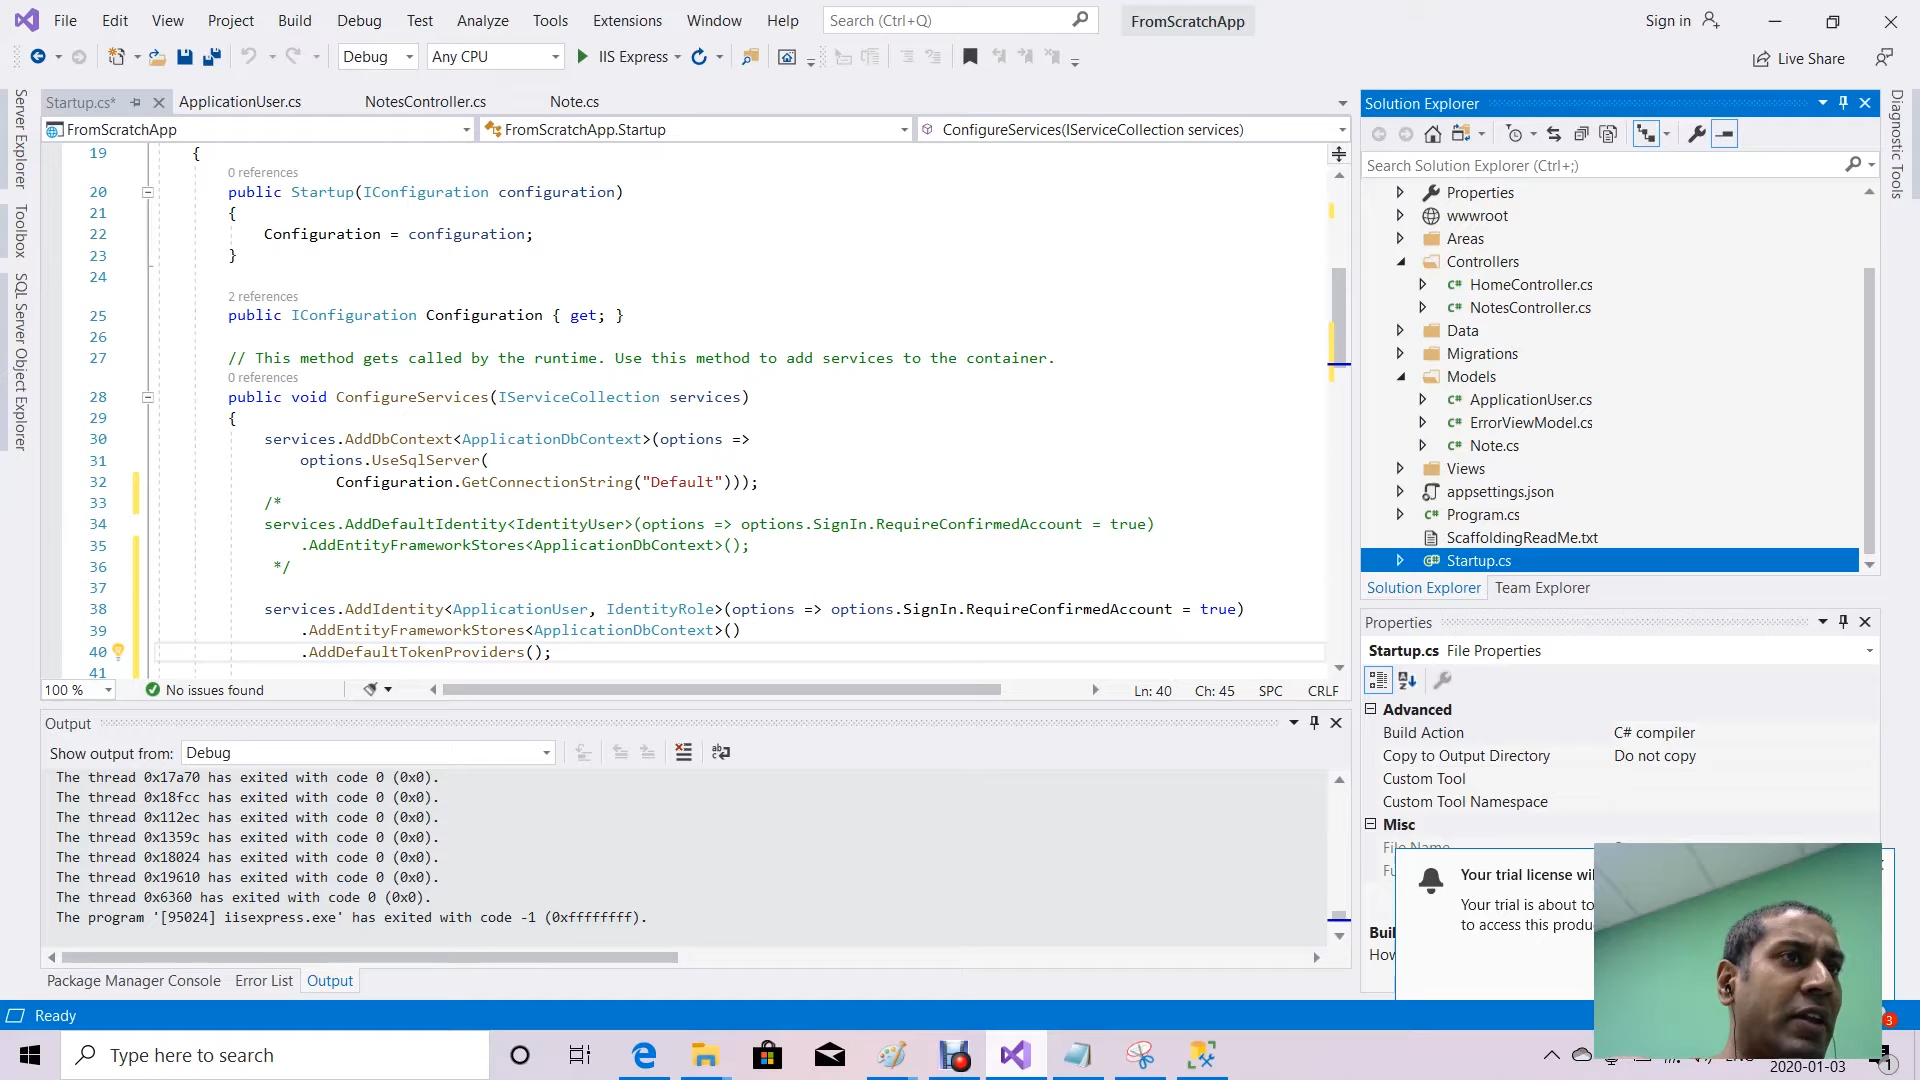 File Edit View Project Build Debug Test Analyze Tools Extensions Window Help Search (Ctrl+Q) FromScratchApp Sign in
Debug Any CPU IIS Express Live Share
Server Explorer
Toolbox
SQL Server Object Explorer
Startup.cs* ApplicationUser.cs NotesController.cs Note.cs
FromScratchApp FromScratchApp.Startup ConfigureServices(IServiceCollection services)
19 {
0 references
20 public Startup(IConfiguration configuration)
21 {
22 Configuration = configuration;
23 }
24
2 references
25 public IConfiguration Configuration { get; }
26
27 // This method gets called by the runtime. Use this method to add services to the container.
0 references
28 public void ConfigureServices(IServiceCollection services)
29 {
30 services.AddDbContext<ApplicationDbContext>(options =>
31 options.UseSqlServer(
32 Configuration.GetConnectionString("Default")));
33 /*
34 services.AddDefaultIdentity<IdentityUser>(options => options.SignIn.RequireConfirmedAccount = true)
35 .AddEntityFrameworkStores<ApplicationDbContext>();
36 */
37
38 services.AddIdentity<ApplicationUser, IdentityRole>(options => options.SignIn.RequireConfirmedAccount = true)
39 .AddEntityFrameworkStores<ApplicationDbContext>()
40 .AddDefaultTokenProviders();
41
100 % No issues found Ln: 40 Ch: 45 SPC CRLF
Output
Show output from: Debug
The thread 0x17a70 has exited with code 0 (0x0).
The thread 0x18fcc has exited with code 0 (0x0).
The thread 0x112ec has exited with code 0 (0x0).
The thread 0x1359c has exited with code 0 (0x0).
The thread 0x18024 has exited with code 0 (0x0).
The thread 0x19610 has exited with code 0 (0x0).
The thread 0x6360 has exited with code 0 (0x0).
The program '[95024] iisexpress.exe' has exited with code -1 (0xffffffff).
Package Manager Console Error List Output
Solution Explorer
Search Solution Explorer (Ctrl+;)
Properties
wwwroot
Areas
Controllers
C# HomeController.cs
C# NotesController.cs
Data
Migrations
Models
C# ApplicationUser.cs
C# ErrorViewModel.cs
C# Note.cs
Views
appsettings.json
C# Program.cs
ScaffoldingReadMe.txt
C# Startup.cs
Solution Explorer Team Explorer
Properties
Startup.cs File Properties
Advanced
Build Action C# compiler
Copy to Output Directory Do not copy
Custom Tool
Custom Tool Namespace
Misc
File Name
Fu
Buil
How
Your trial license wil
Your trial is about to
to access this produ
Diagnostic Tools
Ready
3
Type here to search
2020-01-03
1